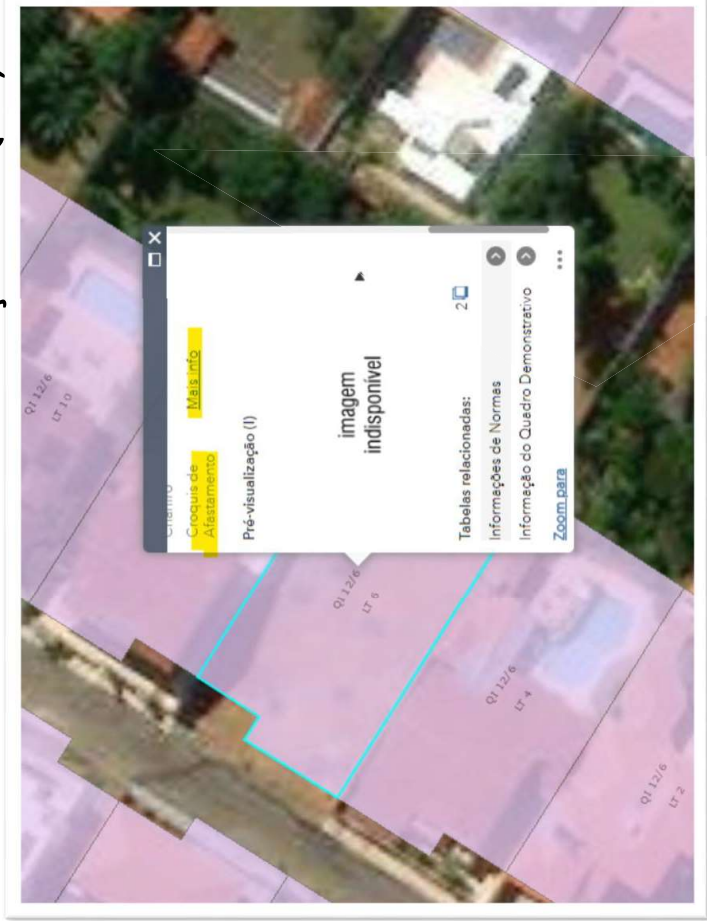 Croquis de Mais info
Afastamento
Pré-visualização (I)
imagem
indisponivel
Tabelas relacionadas: 2
Informações de Normas
Informação do Quadro Demonstrativo
Zoom para
QI 12/6
LT 10
QI 12/6
LT 6
QI 12/6
LT 4
QI 12/6
LT 2